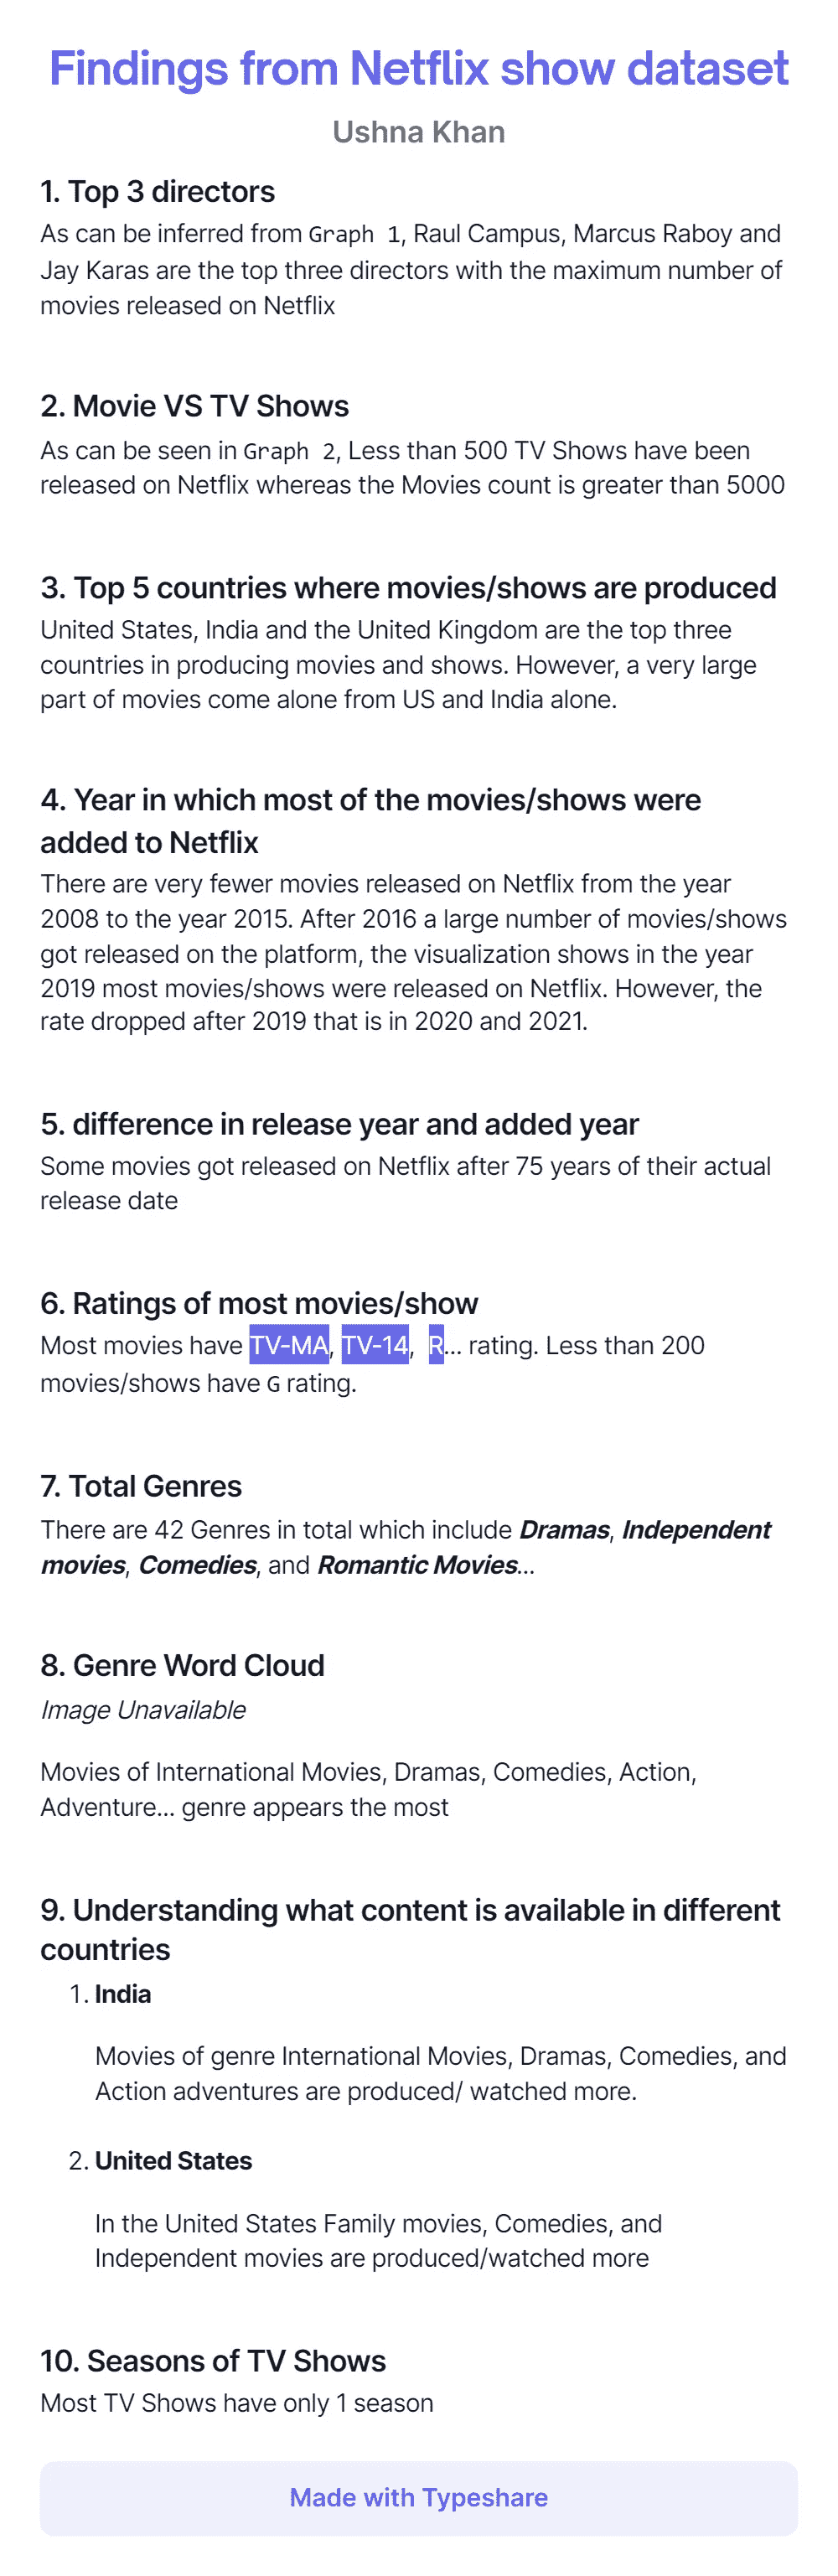 Findings from Netflix show dataset
Ushna Khan
1. Top 3 directors
As can be inferred from Graph 1, Raul Campus, Marcus Raboy and
Jay Karas are the top three directors with the maximum number of
movies released on Netflix
2. Movie VS TV Shows
As can be seen in Graph 2, Less than 500 TV Shows have been
released on Netflix whereas the Movies count is greater than 5000
3. Top 5 countries where movies/shows are produced
United States, India and the United Kingdom are the top three
countries in producing movies and shows. However, a very large
part of movies come alone from US and India alone.
4. Year in which most of the movies/shows were
added to Netflix
There are very fewer movies released on Netflix from the year
2008 to the year 2015. After 2016 a large number of movies/shows
got released on the platform, the visualization shows in the year
2019 most movies/shows were released on Netflix. However, the
rate dropped after 2019 that is in 2020 and 2021.
5. difference in release year and added year
Some movies got released on Netflix after 75 years of their actual
release date
6. Ratings of most movies/show
Most movies have TV-MA, TV-14, R... rating. Less than 200
movies/shows have G rating.
7. Total Genres
There are 42 Genres in total which include Dramas, Independent
movies, Comedies, and Romantic Movies...
8. Genre Word Cloud
Image Unavailable
Movies of International Movies, Dramas, Comedies, Action,
Adventure... genre appears the most
9. Understanding what content is available in different
countries
1. India
Movies of genre International Movies, Dramas, Comedies, and
Action adventures are produced/ watched more.
2. United States
In the United States Family movies, Comedies, and
Independent movies are produced/watched more
10. Seasons of TV Shows
Most TV Shows have only 1 season
Made with Typeshare